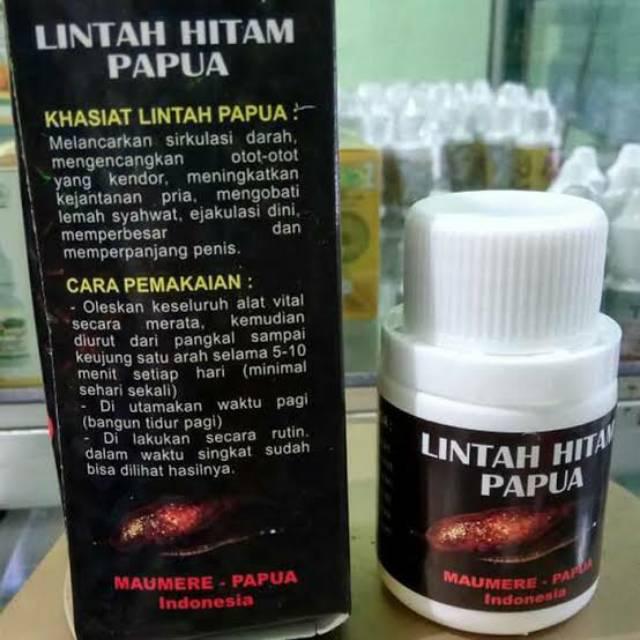 LINTAH HITAM
PAPUA
KHASIAT LINTAH PAPUA :
Melancarkan sirkulasi darah,
mengencangkan otot-otot
yang kendor, meningkatkan
kejantanan pria, mengobati
lemah syahwat, ejakulasi dini,
memperbesar dan
memperpanjang penis.
CARA PEMAKAIAN :
- Oleskan keseluruh alat vital
secara merata, kemudian
diurut dari pangkal sampai
keujung satu arah selama 5-10
menit setiap hari (minimal
sehari sekali)
- Di utamakan waktu pagi
(bangun tidur pagi)
- Di lakukan secara rutin.
dalam waktu singkat sudah
bisa dilihat hasilnya.
MAUMERE - PAPUA
Indonesia
LINTAH HITAM
PAPUA
MAUMERE - PAPUA
Indonesia